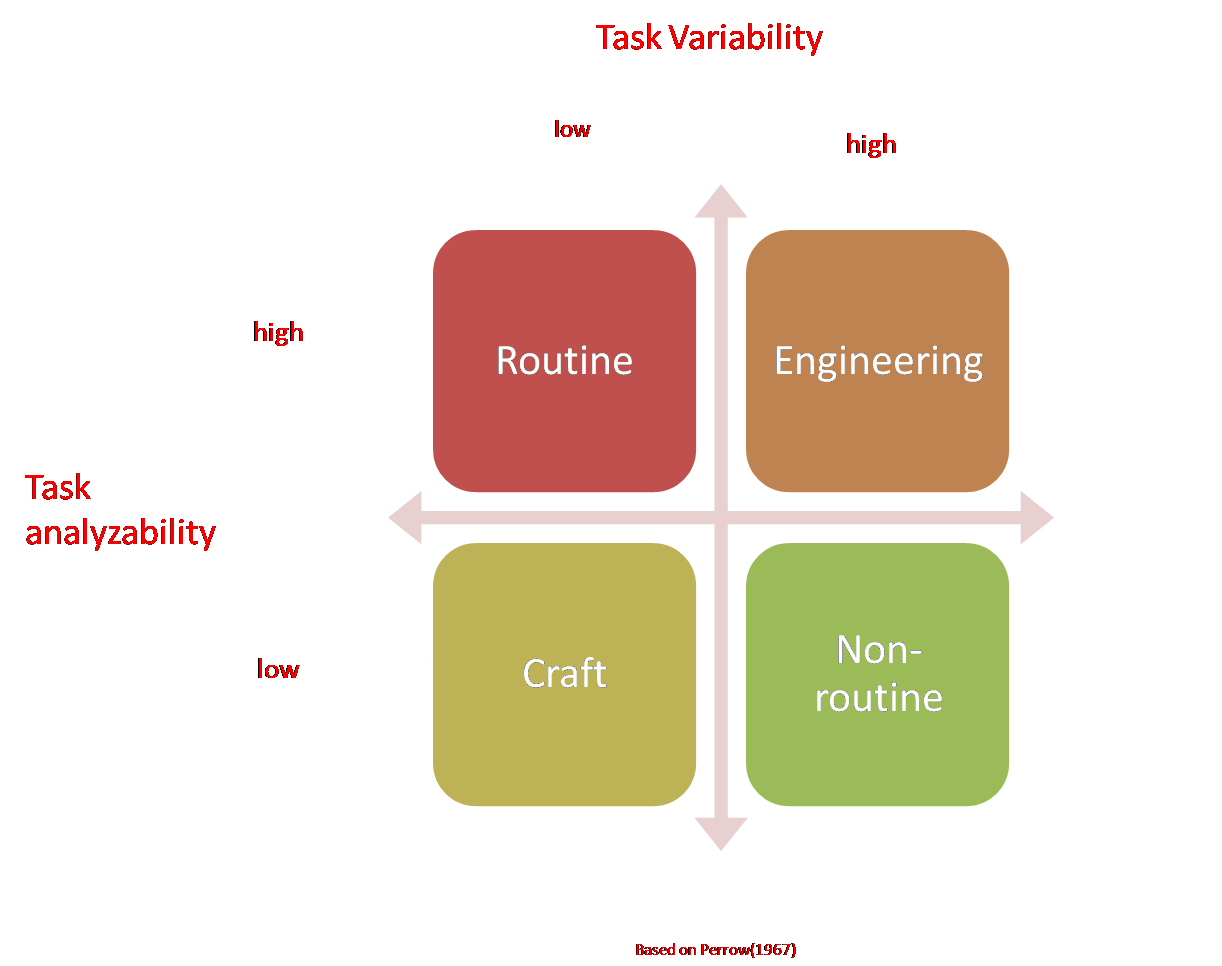 Task Variability
low
high
high
Routine
Engineering
Task
analyzability
low
Craft
Non-
routine
Based on Perrow(1967)